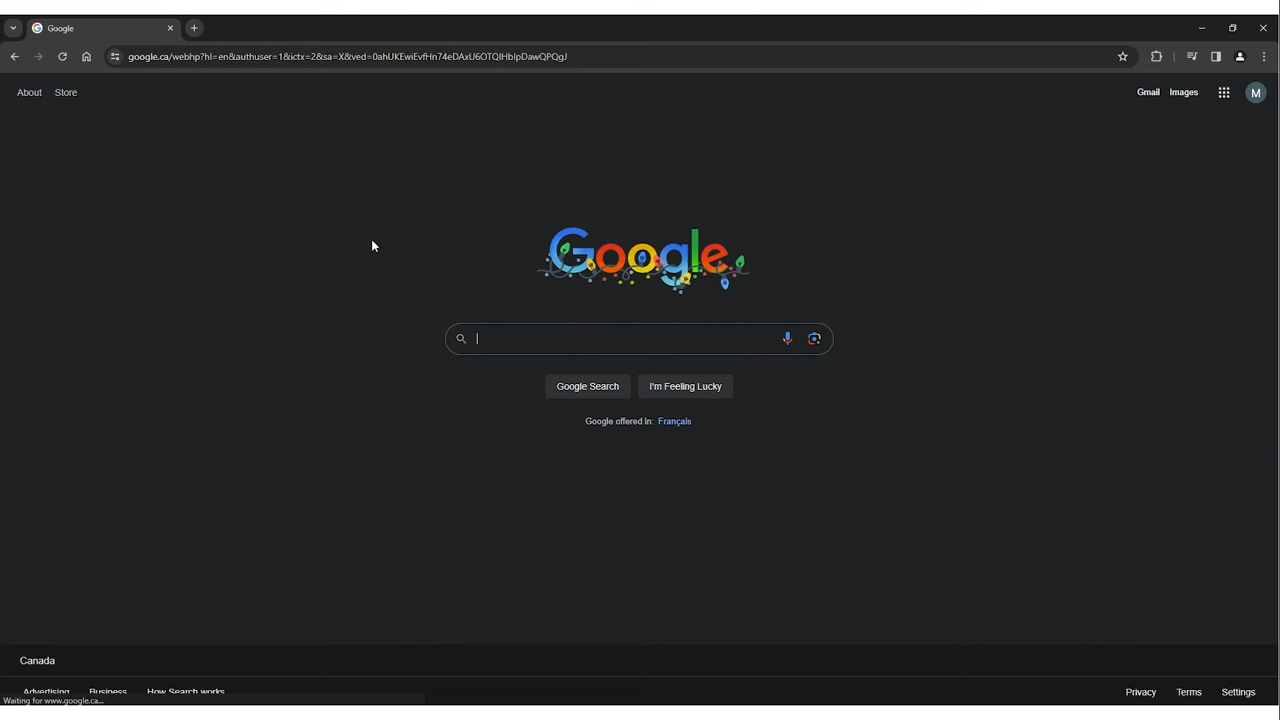 Google
google.ca/webhp?hl=en&authuser=1&ictx=2&sa=X&ved=0ahUKEwiEvfHn74eDAxU6OTQIHbIpDawQPQgJ
About Store Gmail Images M
Google
Google Search I'm Feeling Lucky
Google offered in: Français
Canada
Advertising Business How Search works Privacy Terms Settings
Waiting for www.google.ca...